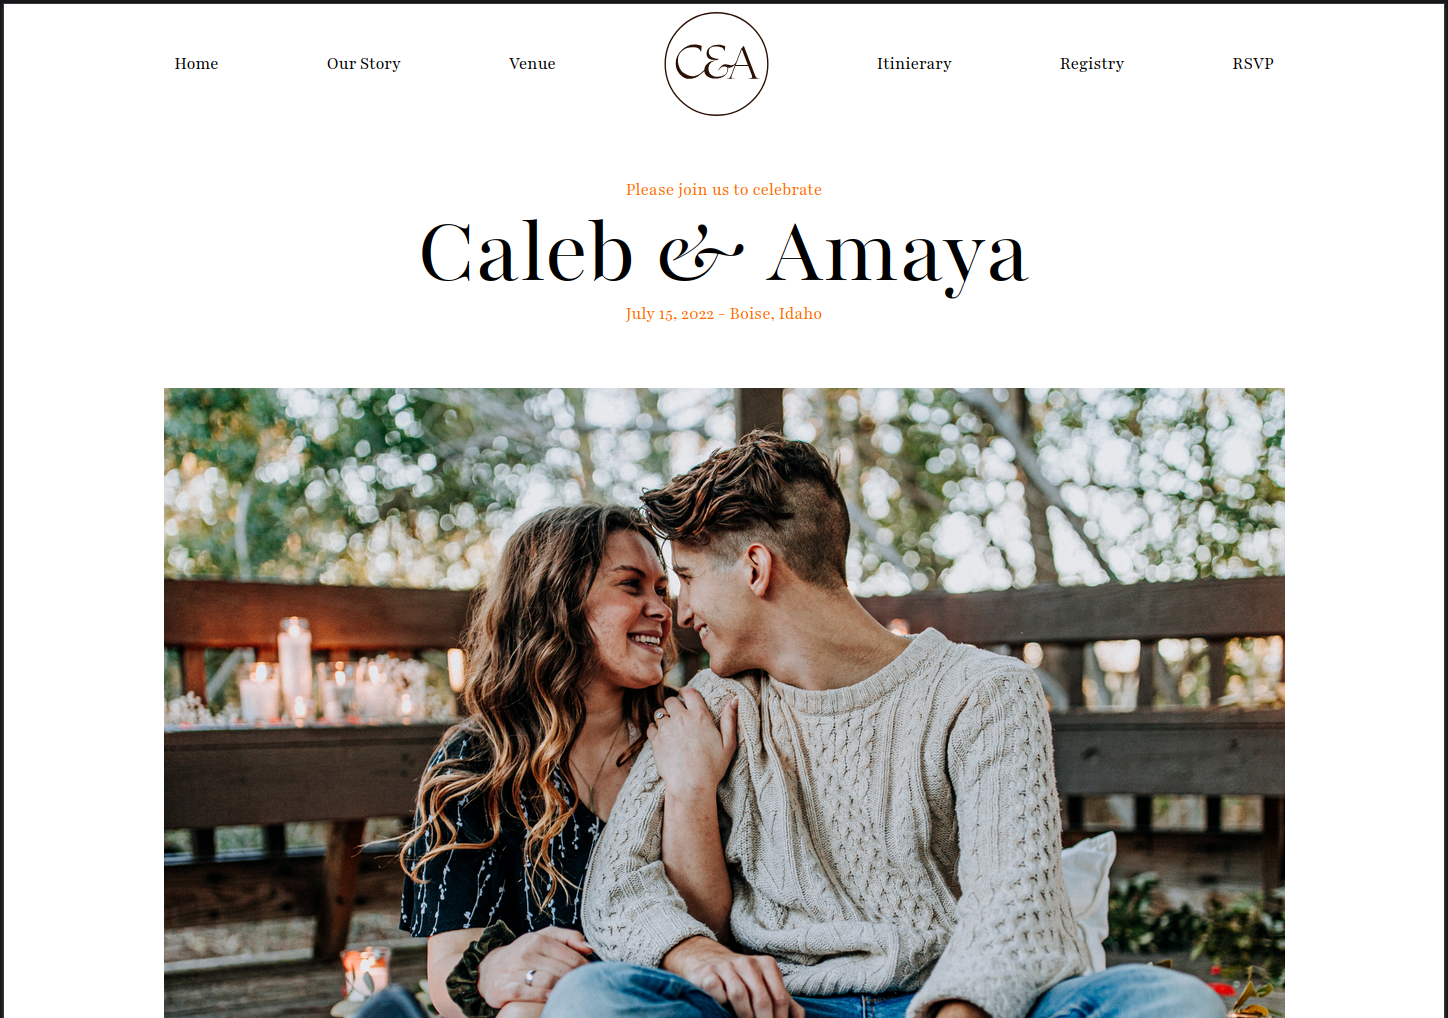 Home Our Story Venue C&A Itinierary Registry RSVP
Please join us to celebrate
Caleb & Amaya
July 15, 2022 - Boise, Idaho